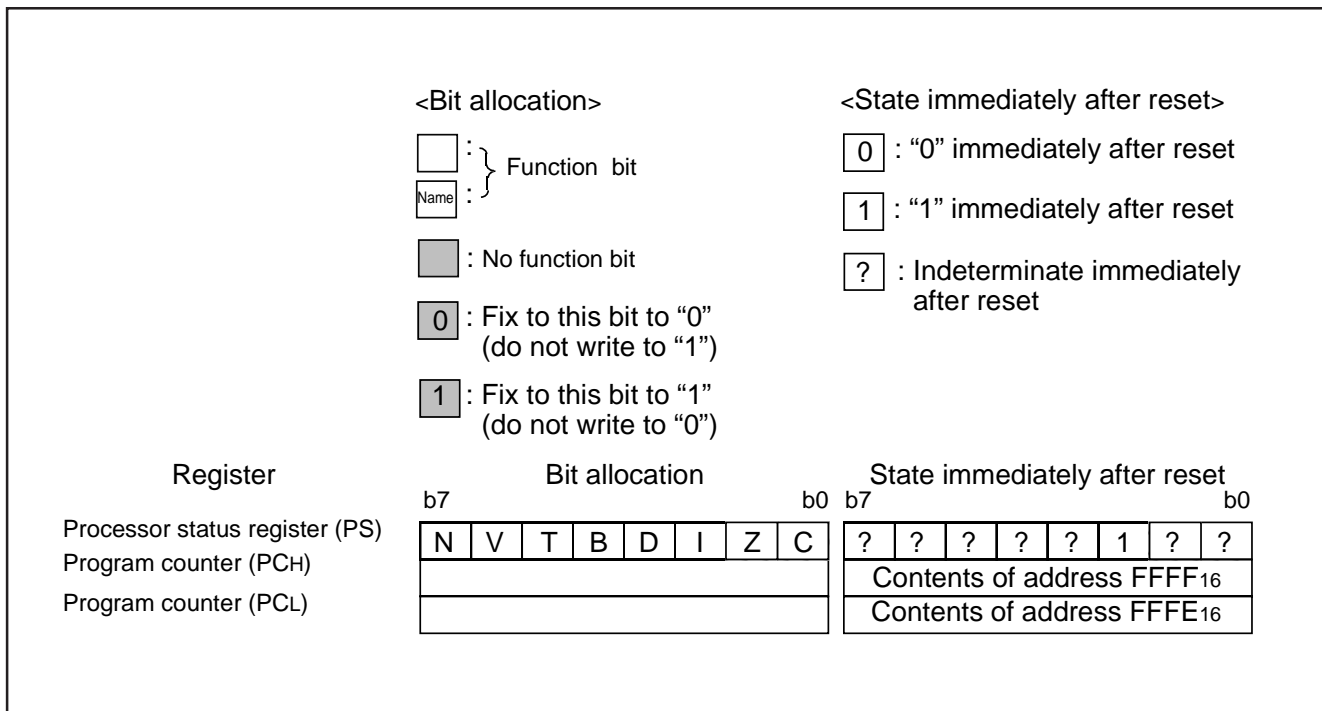 <Bit allocation>
:
Function bit
Name :
: No function bit
0 : Fix to this bit to “0”
(do not write to “1”)
1 : Fix to this bit to “1”
(do not write to “0”)
<State immediately after reset>
0 : “0” immediately after reset
1 : “1” immediately after reset
? : Indeterminate immediately
after reset
Register Bit allocation State immediately after reset
b7 b0 b7 b0
Processor status register (PS) N V T B D I Z C ? ? ? ? ? 1 ? ?
Program counter (PCH) Contents of address FFFF16
Program counter (PCL) Contents of address FFFE16